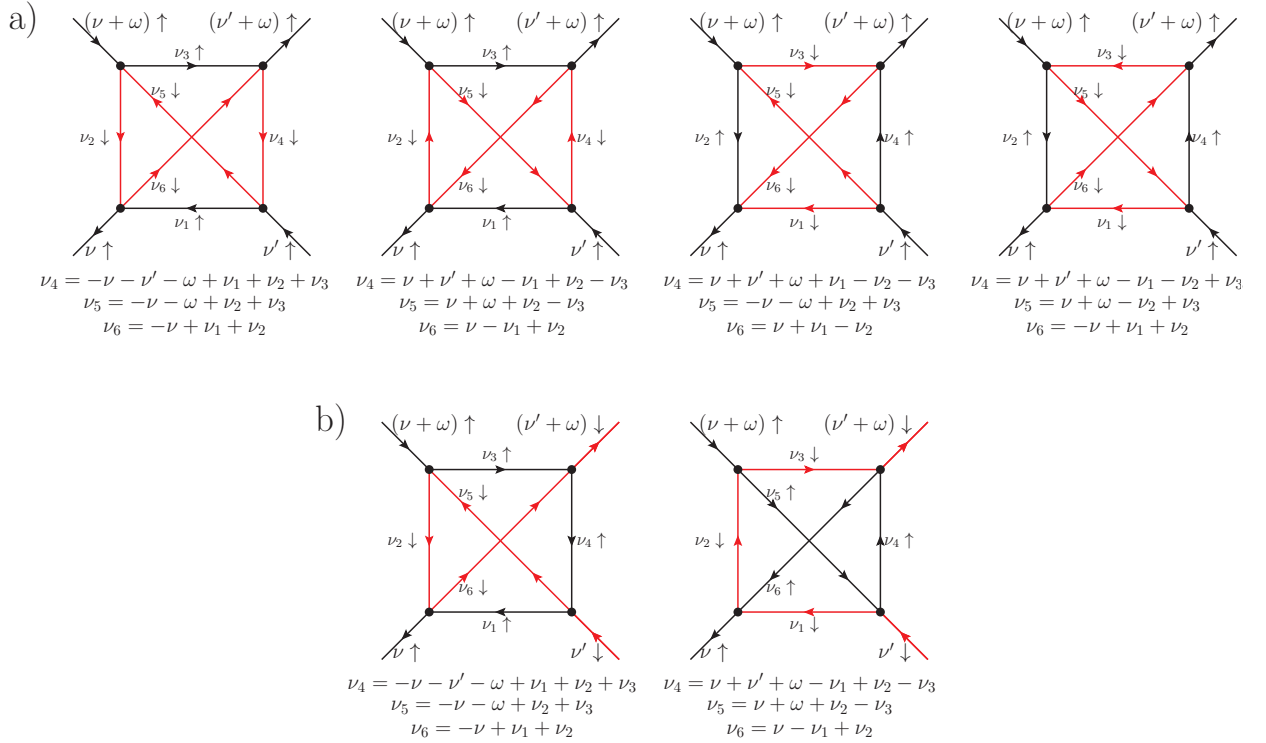 a)
(ν + ω) ↑ (ν′ + ω) ↑
ν₃ ↑
ν₅ ↓
ν₂ ↓ ν₄ ↓
ν₆ ↓
ν₁ ↑
ν ↑ ν′ ↑
ν₄ = −ν − ν′ − ω + ν₁ + ν₂ + ν₃
ν₅ = −ν − ω + ν₂ + ν₃
ν₆ = −ν + ν₁ + ν₂
(ν + ω) ↑ (ν′ + ω) ↑
ν₃ ↑
ν₅ ↓
ν₂ ↓ ν₄ ↓
ν₆ ↓
ν₁ ↑
ν ↑ ν′ ↑
ν₄ = ν + ν′ + ω − ν₁ + ν₂ − ν₃
ν₅ = ν + ω + ν₂ − ν₃
ν₆ = ν − ν₁ + ν₂
(ν + ω) ↑ (ν′ + ω) ↑
ν₃ ↓
ν₅ ↓
ν₂ ↑ ν₄ ↑
ν₆ ↓
ν₁ ↓
ν ↑ ν′ ↑
ν₄ = ν + ν′ + ω + ν₁ − ν₂ − ν₃
ν₅ = −ν − ω + ν₂ + ν₃
ν₆ = ν + ν₁ − ν₂
(ν + ω) ↑ (ν′ + ω) ↑
ν₃ ↓
ν₅ ↓
ν₂ ↑ ν₄ ↑
ν₆ ↓
ν₁ ↓
ν ↑ ν′ ↑
ν₄ = ν + ν′ + ω − ν₁ − ν₂ + ν₃
ν₅ = ν + ω − ν₂ + ν₃
ν₆ = −ν + ν₁ + ν₂
b)
(ν + ω) ↑ (ν′ + ω) ↓
ν₃ ↑
ν₅ ↓
ν₂ ↓ ν₄ ↑
ν₆ ↓
ν₁ ↑
ν ↑ ν′ ↓
ν₄ = −ν − ν′ − ω + ν₁ + ν₂ + ν₃
ν₅ = −ν − ω + ν₂ + ν₃
ν₆ = −ν + ν₁ + ν₂
(ν + ω) ↑ (ν′ + ω) ↓
ν₃ ↓
ν₅ ↑
ν₂ ↓ ν₄ ↑
ν₆ ↑
ν₁ ↓
ν ↑ ν′ ↓
ν₄ = ν + ν′ + ω − ν₁ + ν₂ − ν₃
ν₅ = ν + ω + ν₂ − ν₃
ν₆ = ν − ν₁ + ν₂